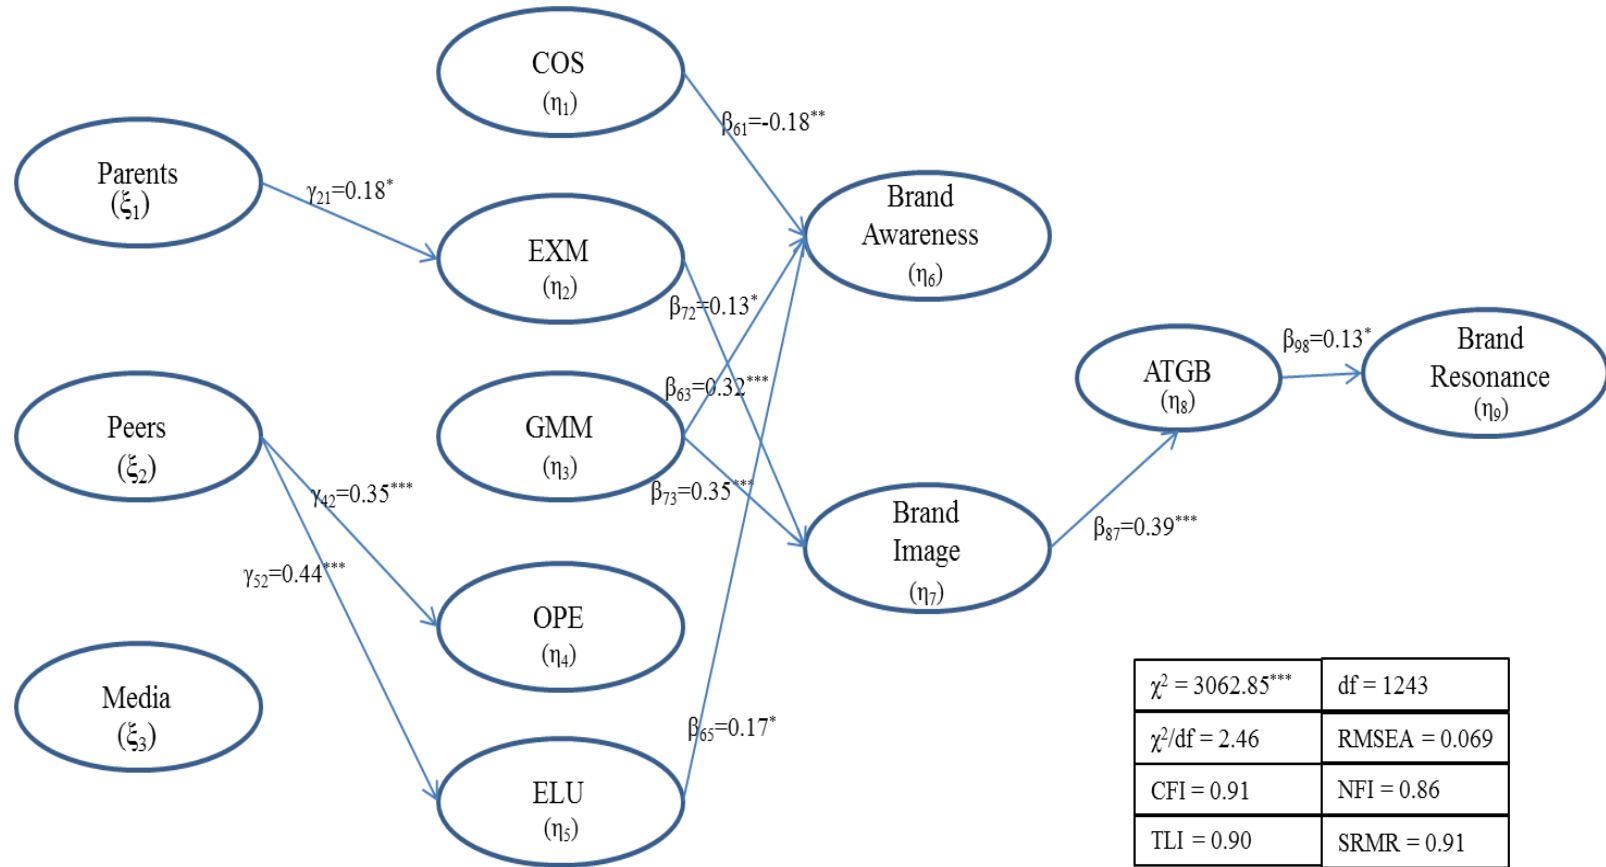 COS
(η₁)
β₆₁=-0.18**
Parents
(ξ₁)
γ₂₁=0.18*
EXM
(η₂)
Brand
Awareness
(η₆)
β₇₂=0.13*
β₆₃=0.32***
GMM
(η₃)
β₇₃=0.35***
Peers
(ξ₂)
γ₄₂=0.35***
γ₅₂=0.44***
ATGB
(η₈)
β₉₈=0.13*
Brand
Resonance
(η₉)
Brand
Image
(η₇)
β₈₇=0.39***
OPE
(η₄)
Media
(ξ₃)
β₆₅=0.17*
ELU
(η₅)
χ² = 3062.85*** df = 1243
χ²/df = 2.46 RMSEA = 0.069
CFI = 0.91 NFI = 0.86
TLI = 0.90 SRMR = 0.91